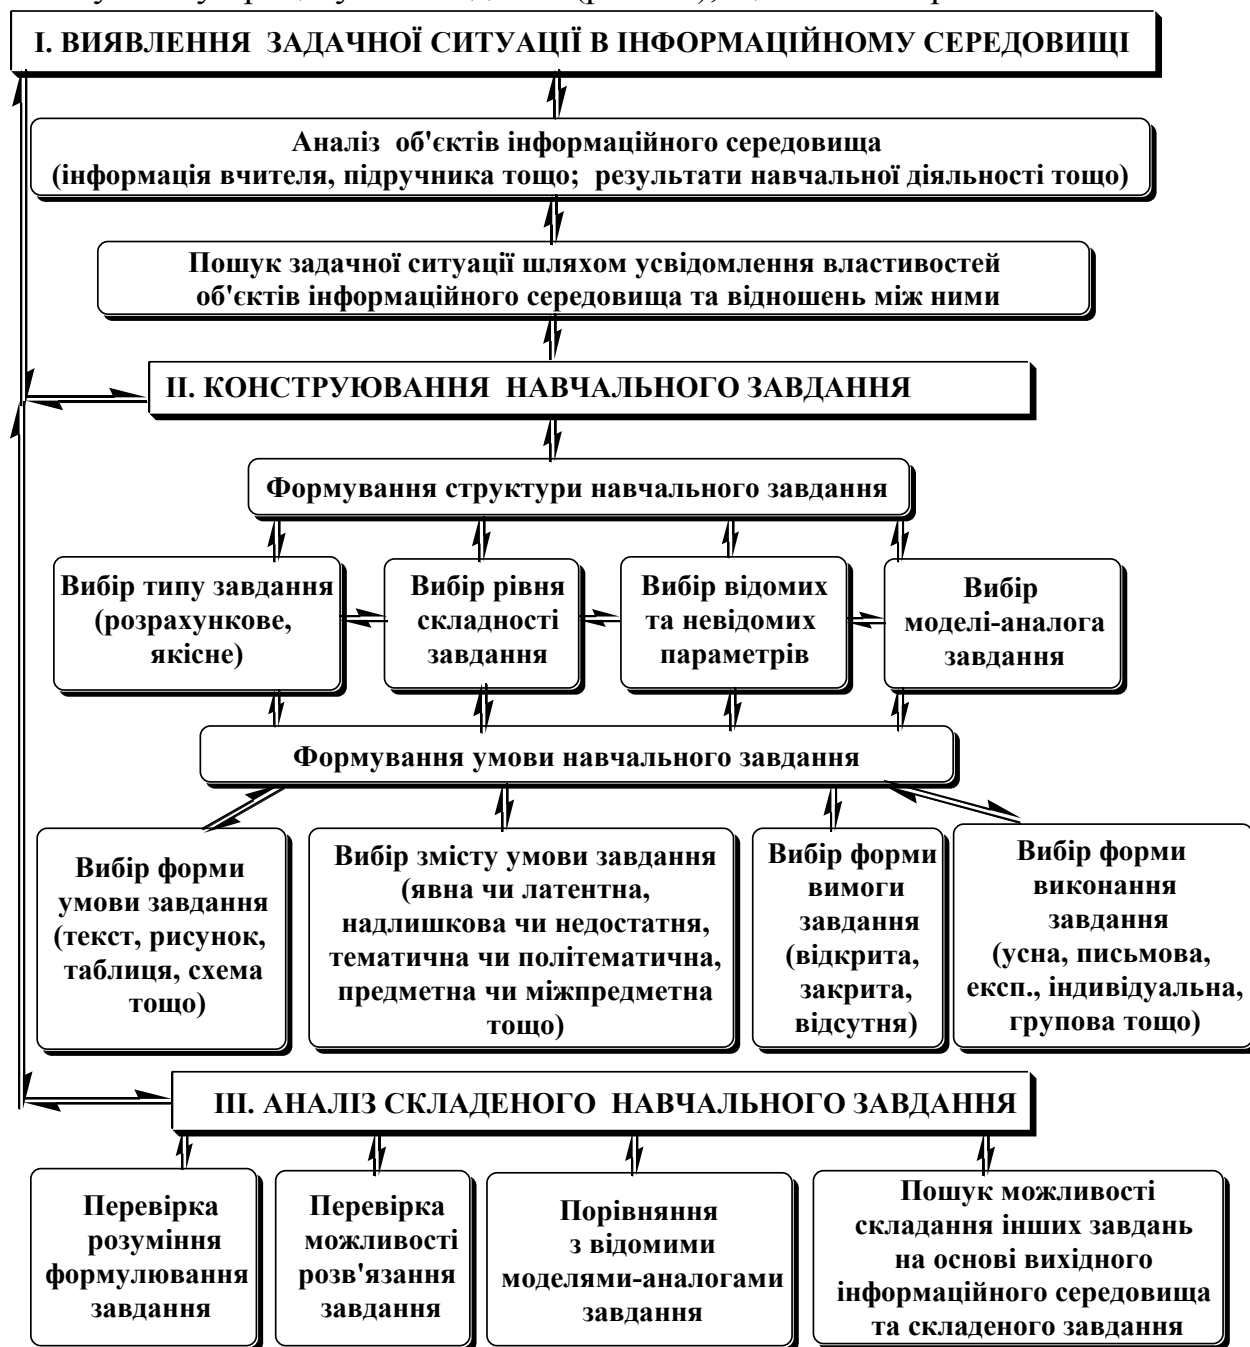 І. ВИЯВЛЕННЯ ЗАДАЧНОЇ СИТУАЦІЇ В ІНФОРМАЦІЙНОМУ СЕРЕДОВИЩІ
Аналіз об'єктів інформаційного середовища
(інформація вчителя, підручника тощо; результати навчальної діяльності тощо)
Пошук задачної ситуації шляхом усвідомлення властивостей
об'єктів інформаційного середовища та відношень між ними
ІІ. КОНСТРУЮВАННЯ НАВЧАЛЬНОГО ЗАВДАННЯ
Формування структури навчального завдання
Вибір типу завдання
(розрахункове,
якісне)
Вибір рівня
складності
завдання
Вибір відомих
та невідомих
параметрів
Вибір
моделі-аналога
завдання
Формування умови навчального завдання
Вибір форми
умови завдання
(текст, рисунок,
таблиця, схема
тощо)
Вибір змісту умови завдання
(явна чи латентна,
надлишкова чи недостатня,
тематична чи політематична,
предметна чи міжпредметна
тощо)
Вибір форми
вимоги
завдання
(відкрита,
закрита,
відсутня)
Вибір форми
виконання
завдання
(усна, письмова,
експ., індивідуальна,
групова тощо)
ІІІ. АНАЛІЗ СКЛАДЕНОГО НАВЧАЛЬНОГО ЗАВДАННЯ
Перевірка
розуміння
формулювання
завдання
Перевірка
можливості
розв'язання
завдання
Порівняння
з відомими
моделями-аналогами
завдання
Пошук можливості
складання інших завдань
на основі вихідного
інформаційного середовища
та складеного завдання